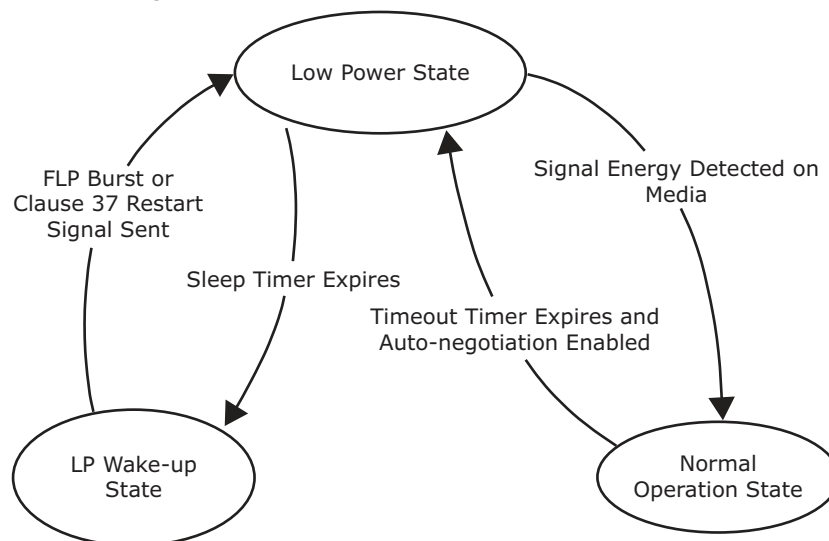 Low Power State
FLP Burst or
Clause 37 Restart
Signal Sent
Signal Energy Detected on
Media
Sleep Timer Expires
Timeout Timer Expires and
Auto-negotiation Enabled
LP Wake-up
State
Normal
Operation State